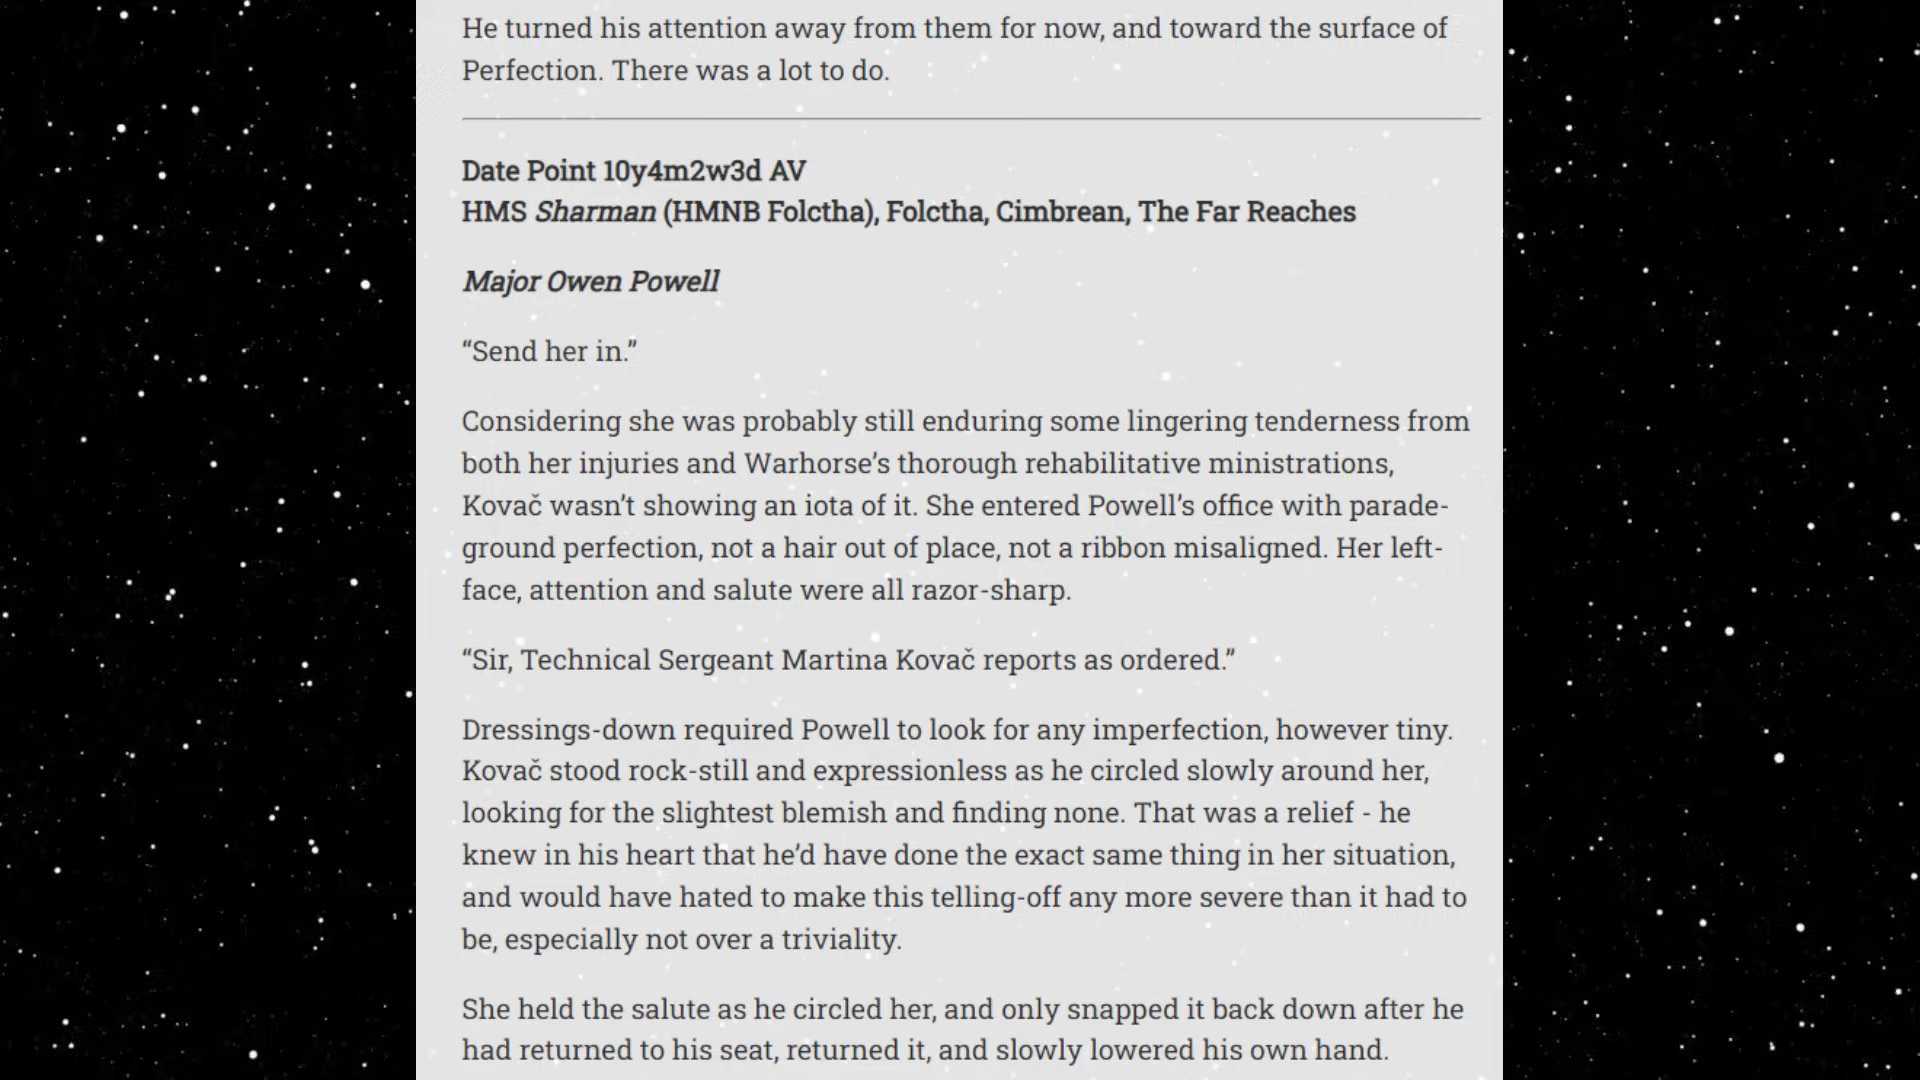 He turned his attention away from them for now, and toward the surface of
Perfection. There was a lot to do.
Date Point 10y4m2w3d AV
HMS Sharman (HMNB Folctha), Folctha, Cimbrean, The Far Reaches
Major Owen Powell
“Send her in.”
Considering she was probably still enduring some lingering tenderness from
both her injuries and Warhorse’s thorough rehabilitative ministrations,
Kovač wasn’t showing an iota of it. She entered Powell’s office with parade-
ground perfection, not a hair out of place, not a ribbon misaligned. Her left-
face, attention and salute were all razor-sharp.
“Sir, Technical Sergeant Martina Kovač reports as ordered.”
Dressings-down required Powell to look for any imperfection, however tiny.
Kovač stood rock-still and expressionless as he circled slowly around her,
looking for the slightest blemish and finding none. That was a relief - he
knew in his heart that he’d have done the exact same thing in her situation,
and would have hated to make this telling-off any more severe than it had to
be, especially not over a triviality.
She held the salute as he circled her, and only snapped it back down after he
had returned to his seat, returned it, and slowly lowered his own hand.